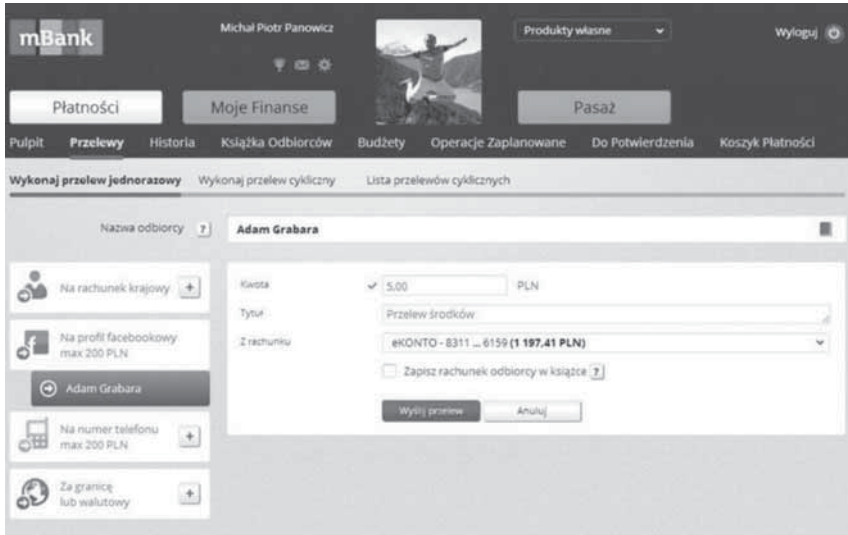 mBank
Michał Piotr Panowicz
Produkty własne
Wyloguj
Płatności
Moje Finanse
Pasaż
Pulpit Przelewy Historia Książka Odbiorców Budżety Operacje Zaplanowane Do Potwierdzenia Koszyk Płatności
Wykonaj przelew jednorazowy Wykonaj przelew cykliczny Lista przelewów cyklicznych
Nazwa odbiorcy ? Adam Grabara
Na rachunek krajowy +
Na profil facebookowy
max 200 PLN
Adam Grabara
Na numer telefonu
max 200 PLN +
Za granicę
lub walutowy +
Kwota 5,00 PLN
Tytuł Przelew środków
Z rachunku eKONTO - 8311 ... 6159 (1 197,41 PLN)
Zapisz rachunek odbiorcy w książce ?
Wyślij przelew Anuluj